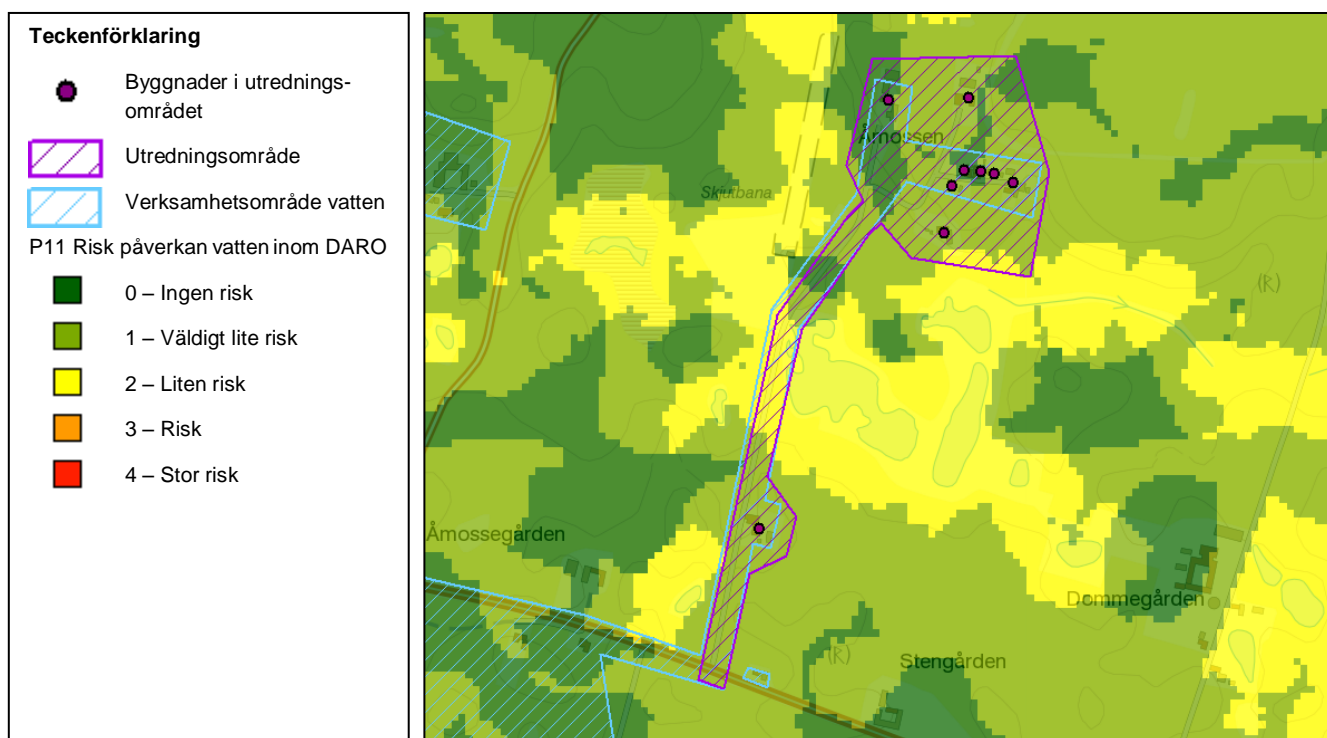 Teckenförklaring
Byggnader i utrednings-
området
Utredningsområde
Verksamhetsområde vatten
P11 Risk påverkan vatten inom DARO
0 – Ingen risk
1 – Väldigt lite risk
2 – Liten risk
3 – Risk
4 – Stor risk
Åmossen
Skjutbana
(R)
Åmossegården
Dommegården
(R)
Stengården